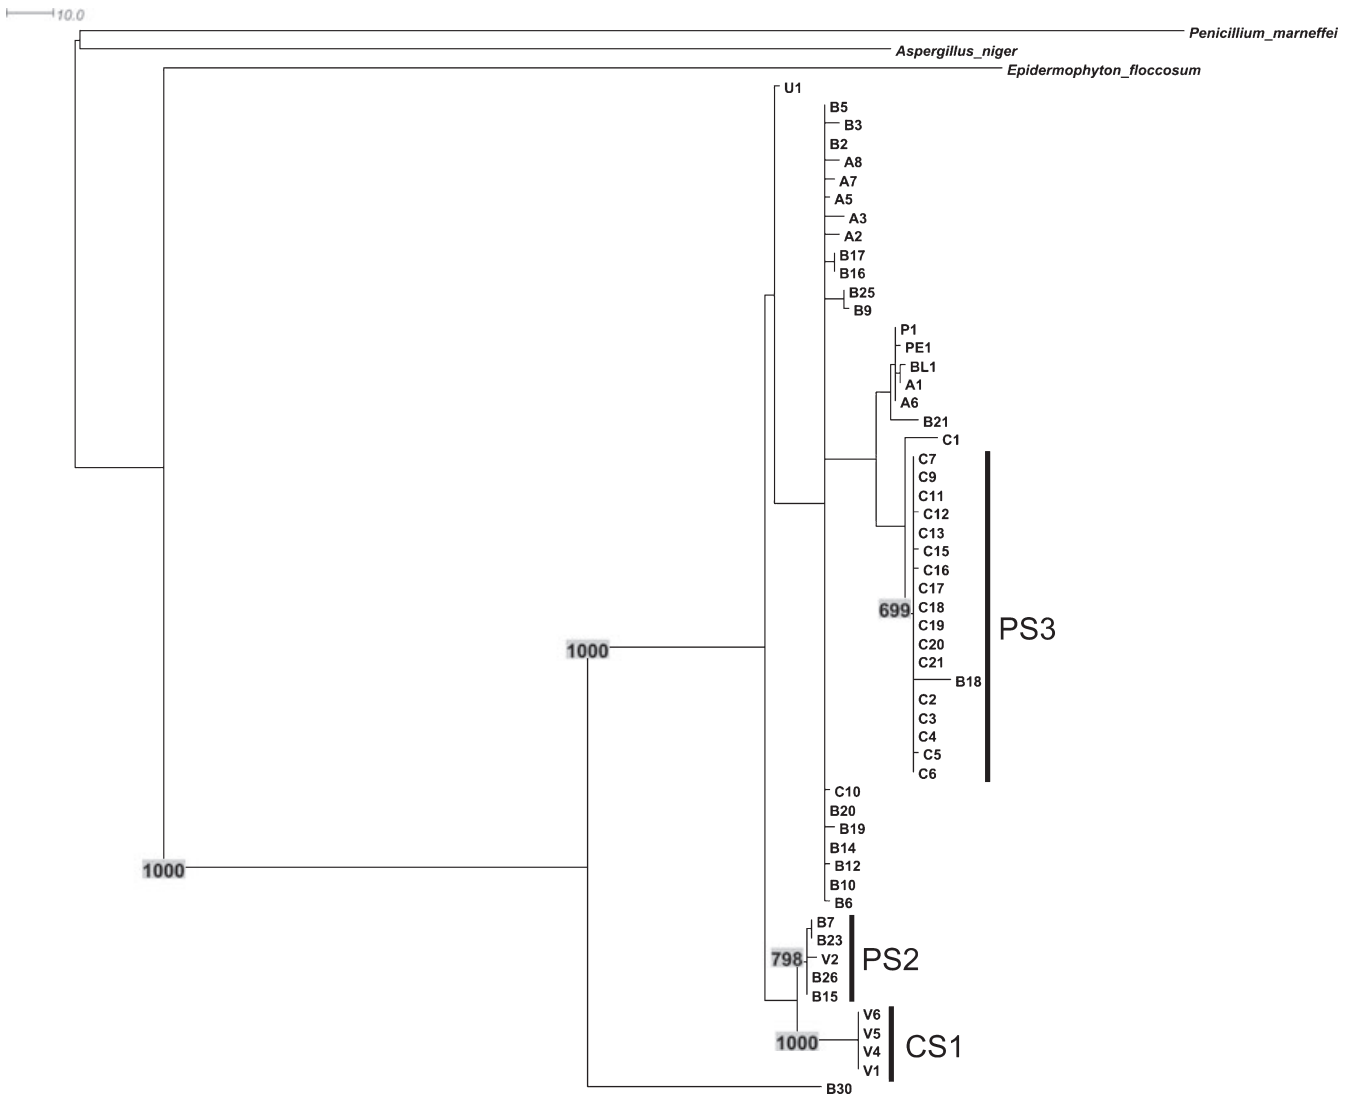 10.0
Penicillium_marneffei
Aspergillus_niger
Epidermophyton_floccosum
U1
B5
B3
B2
A8
A7
A5
A3
A2
B17
B16
B25
B9
P1
PE1
BL1
A1
A6
B21
C1
C7
C9
C11
C12
C13
C15
C16
C17
699
C18
C19
PS3
C20
C21
1000
B18
C2
C3
C4
C5
C6
C10
B20
B19
B14
B12
1000
B10
B6
B7
B23
798
V2
PS2
B26
B15
V6
V5
1000
CS1
V4
V1
B30